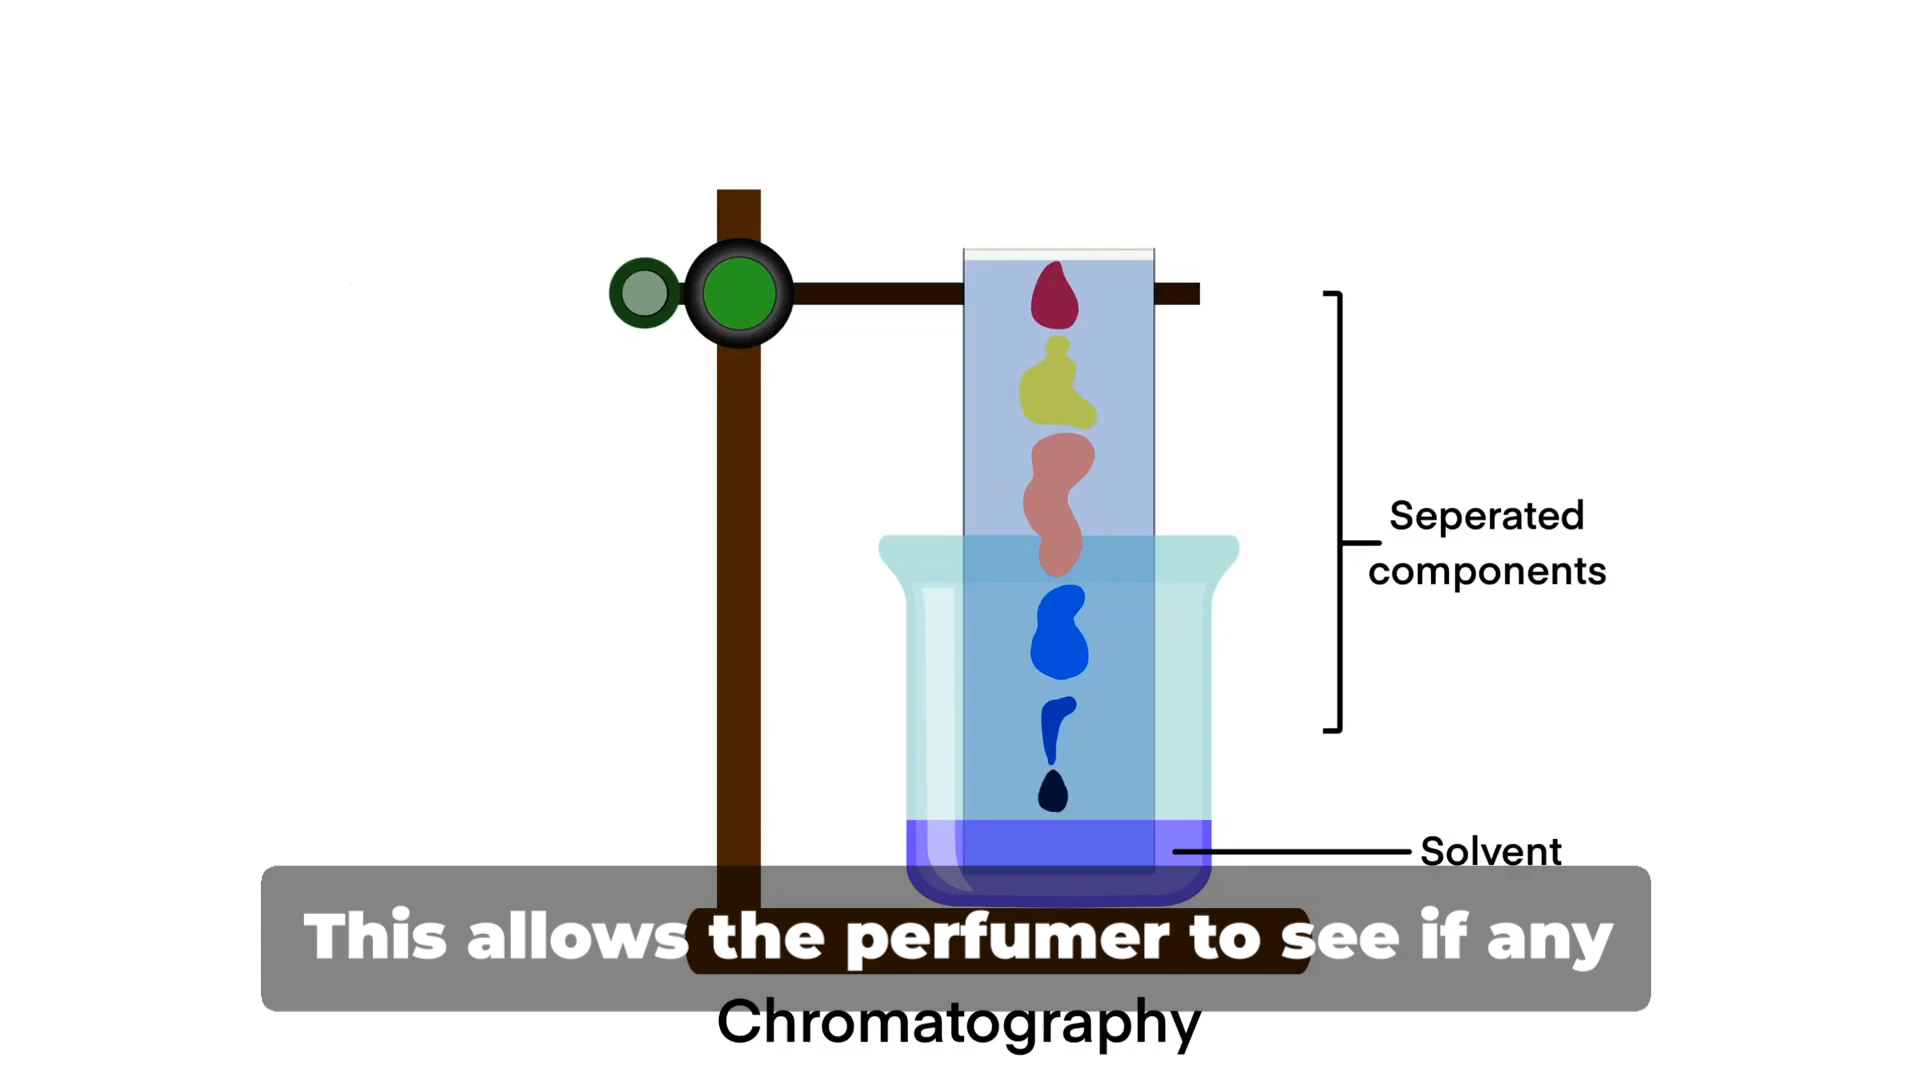 Seperated
components
Solvent
This allows the perfumer to see if any
Chromatography